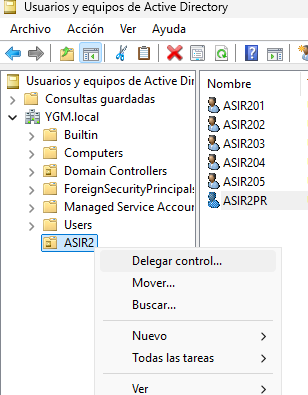 Usuarios y equipos de Active Directory
Archivo Acción Ver Ayuda
Usuarios y equipos de Active Dir
Consultas guardadas
YGM.local
Builtin
Computers
Domain Controllers
ForeignSecurityPrincipals
Managed Service Accoun
Users
ASIR2
Nombre
ASIR201
ASIR202
ASIR203
ASIR204
ASIR205
ASIR2PR
Delegar control...
Mover...
Buscar...
Nuevo
Todas las tareas
Ver